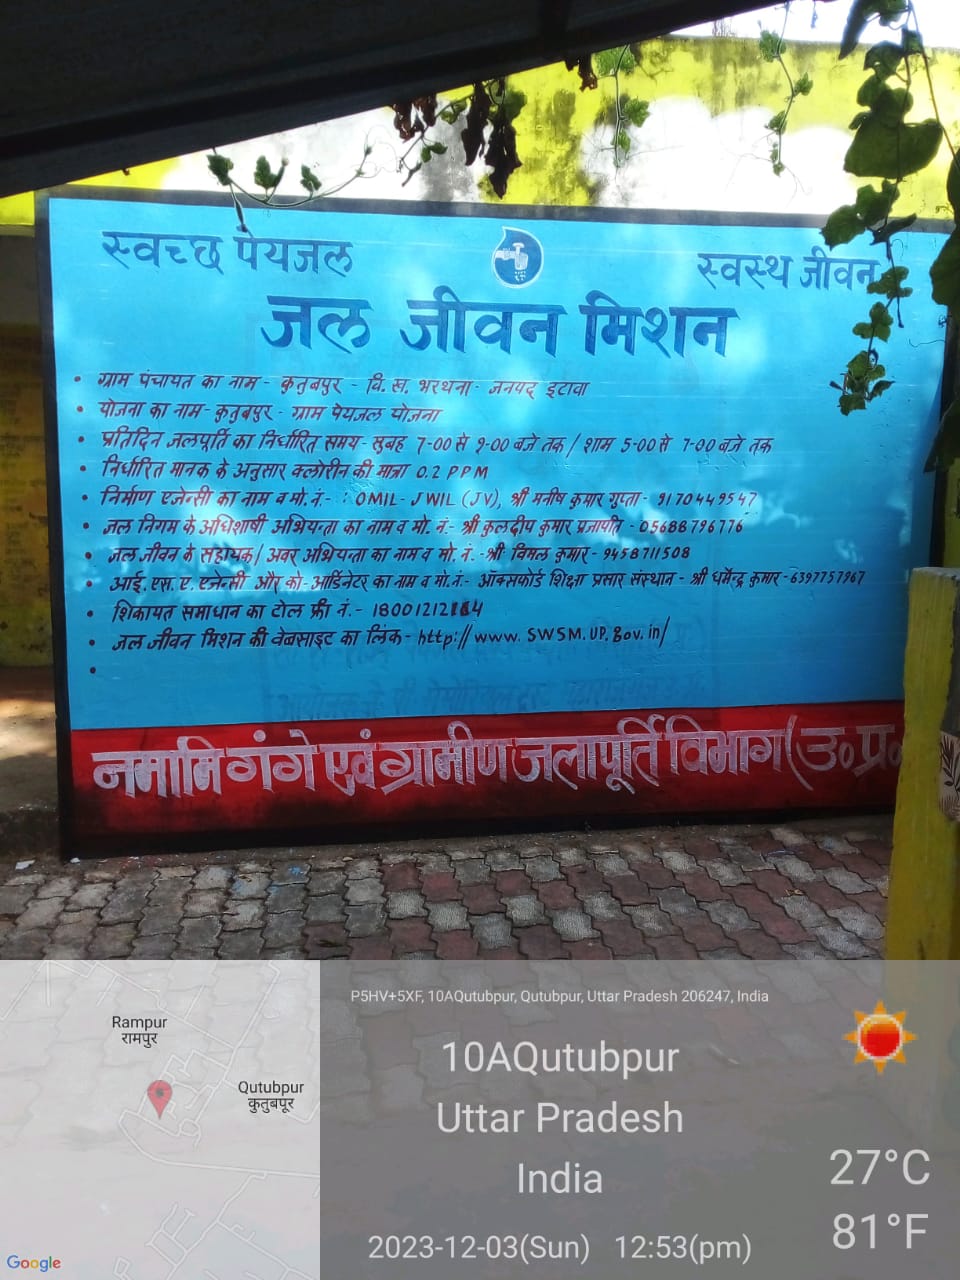 स्वच्छ पेयजल
स्वस्थ जीवन
जल जीवन मिशन
• ग्राम पंचायत का नाम - कुतुबपुर - वि. ख. भरथना - जनपद इटावा
• योजना का नाम - कुतुबपुर - ग्राम पेयजल योजना
• प्रतिदिन जलपूर्ति का निर्धारित समय - सुबह 7-00 से 9-00 बजे तक / शाम 5-00 से 7-00 बजे तक
• निर्धारित मानक के अनुसार क्लोरीन की मात्रा 0.2 PPM
• निर्माण एजेन्सी का नाम व मो. नं. - : OMIL - JWIL (JV), श्री मनीष कुमार गुप्ता - 9170449547
• जल निगम के अधिशाषी अभियन्ता का नाम व मो. नं. - श्री कुलदीप कुमार प्रजापति - 05688796776
• जल जीवन के सहायक / अवर अभियन्ता का नाम व मो. नं. - श्री विमल कुमार - 9458711508
• आई. एस. ए. एजेन्सी और को-आर्डिनेटर का नाम व मो. नं. - ऑक्सफोर्ड शिक्षा प्रसार संस्थान - श्री धर्मेन्द्र कुमार - 6397757967
• शिकायत समाधान का टोल फ्री नं. -
• जल जीवन मिशन की वेबसाइट का लिंक - http://www.SWSM.UP.Gov.in/
नमामि गंगे एवं ग्रामीण जलापूर्ति विभाग (उ०प्र०
P5HV+5XF, 10AQutubpur, Qutubpur, Uttar Pradesh 206247, India
Rampur
रामपुर
Qutubpur
कुतुबपूर
10AQutubpur
Uttar Pradesh
India
27°C
81°F
2023-12-03(Sun) 12:53(pm)
Google